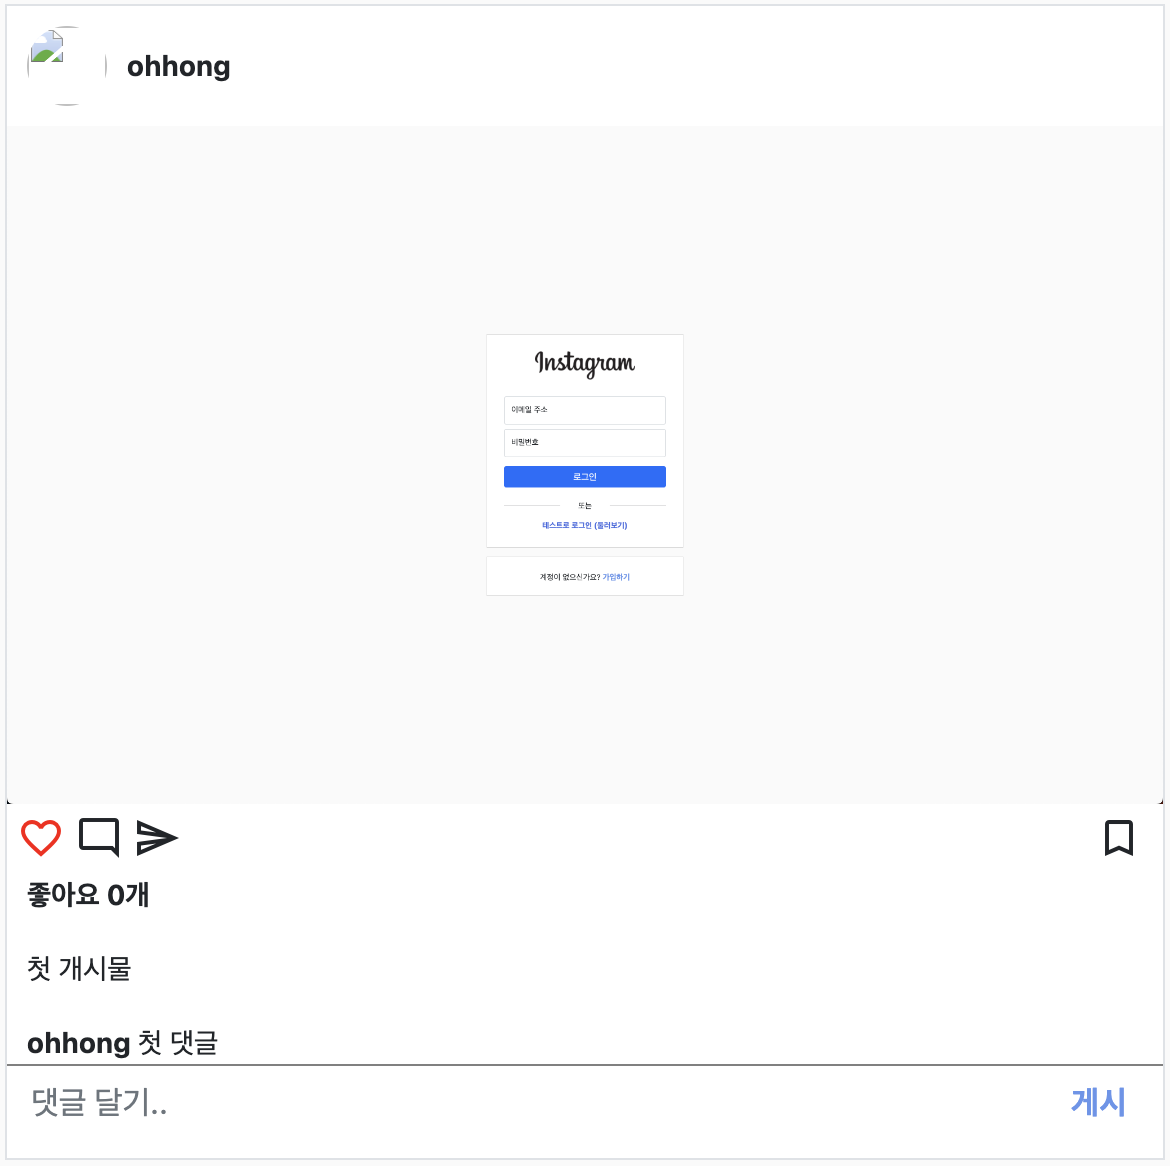 ohhong
Instagram
이메일 주소
비밀번호
로그인
또는
테스트로 로그인 (둘러보기)
계정이 없으신가요? 가입하기
좋아요 0개
첫 개시물
ohhong 첫 댓글
댓글 달기..
게시